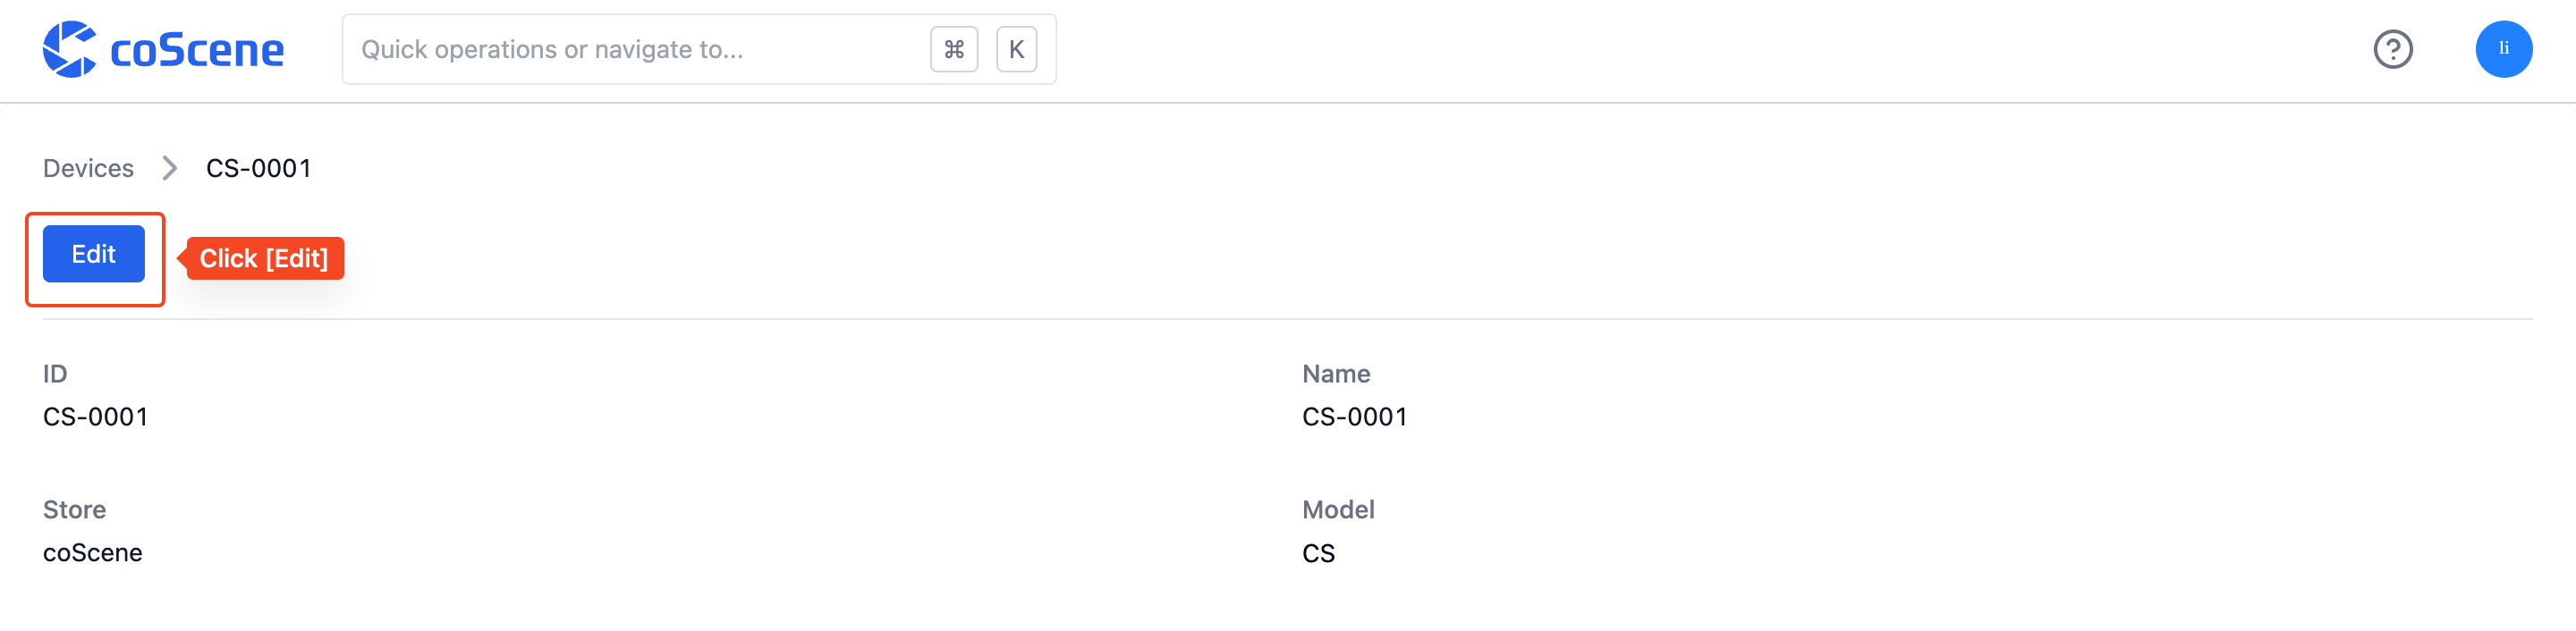 coScene
Quick operations or navigate to...
⌘ K
?
li
Devices > CS-0001
Edit
Click [Edit]
ID
CS-0001
Name
CS-0001
Store
coScene
Model
CS